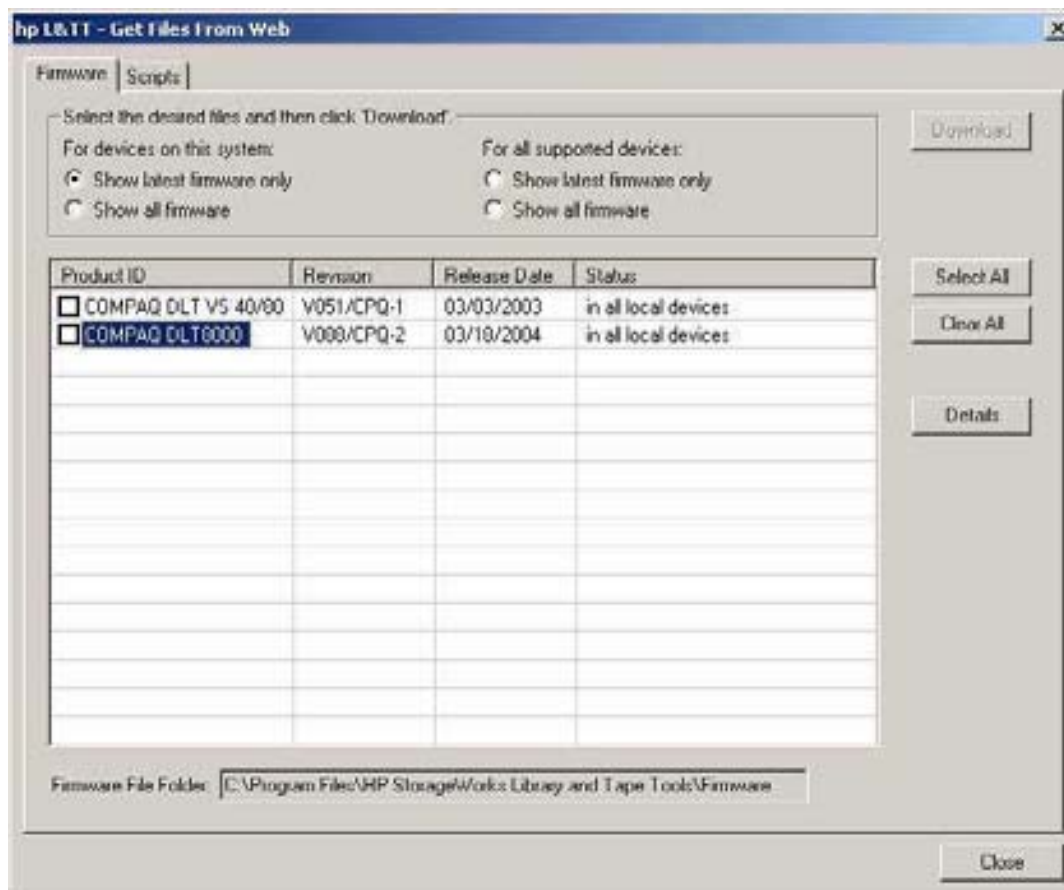 hp L&TT - Get Files From Web
Firmware Scripts
Select the desired files and then click 'Download'.
Download
For devices on this system: For all supported devices:
Show latest firmware only Show latest firmware only
Show all firmware Show all firmware
Product ID Revision Release Date Status
COMPAQ DLT VS 40/80 V051/CPQ-1 03/03/2003 in all local devices
COMPAQ DLT8000 V088/CPQ-2 03/18/2004 in all local devices
Select All
Clear All
Details
Firmware File Folder: C:\Program Files\HP StorageWorks Library and Tape Tools\Firmware
Close